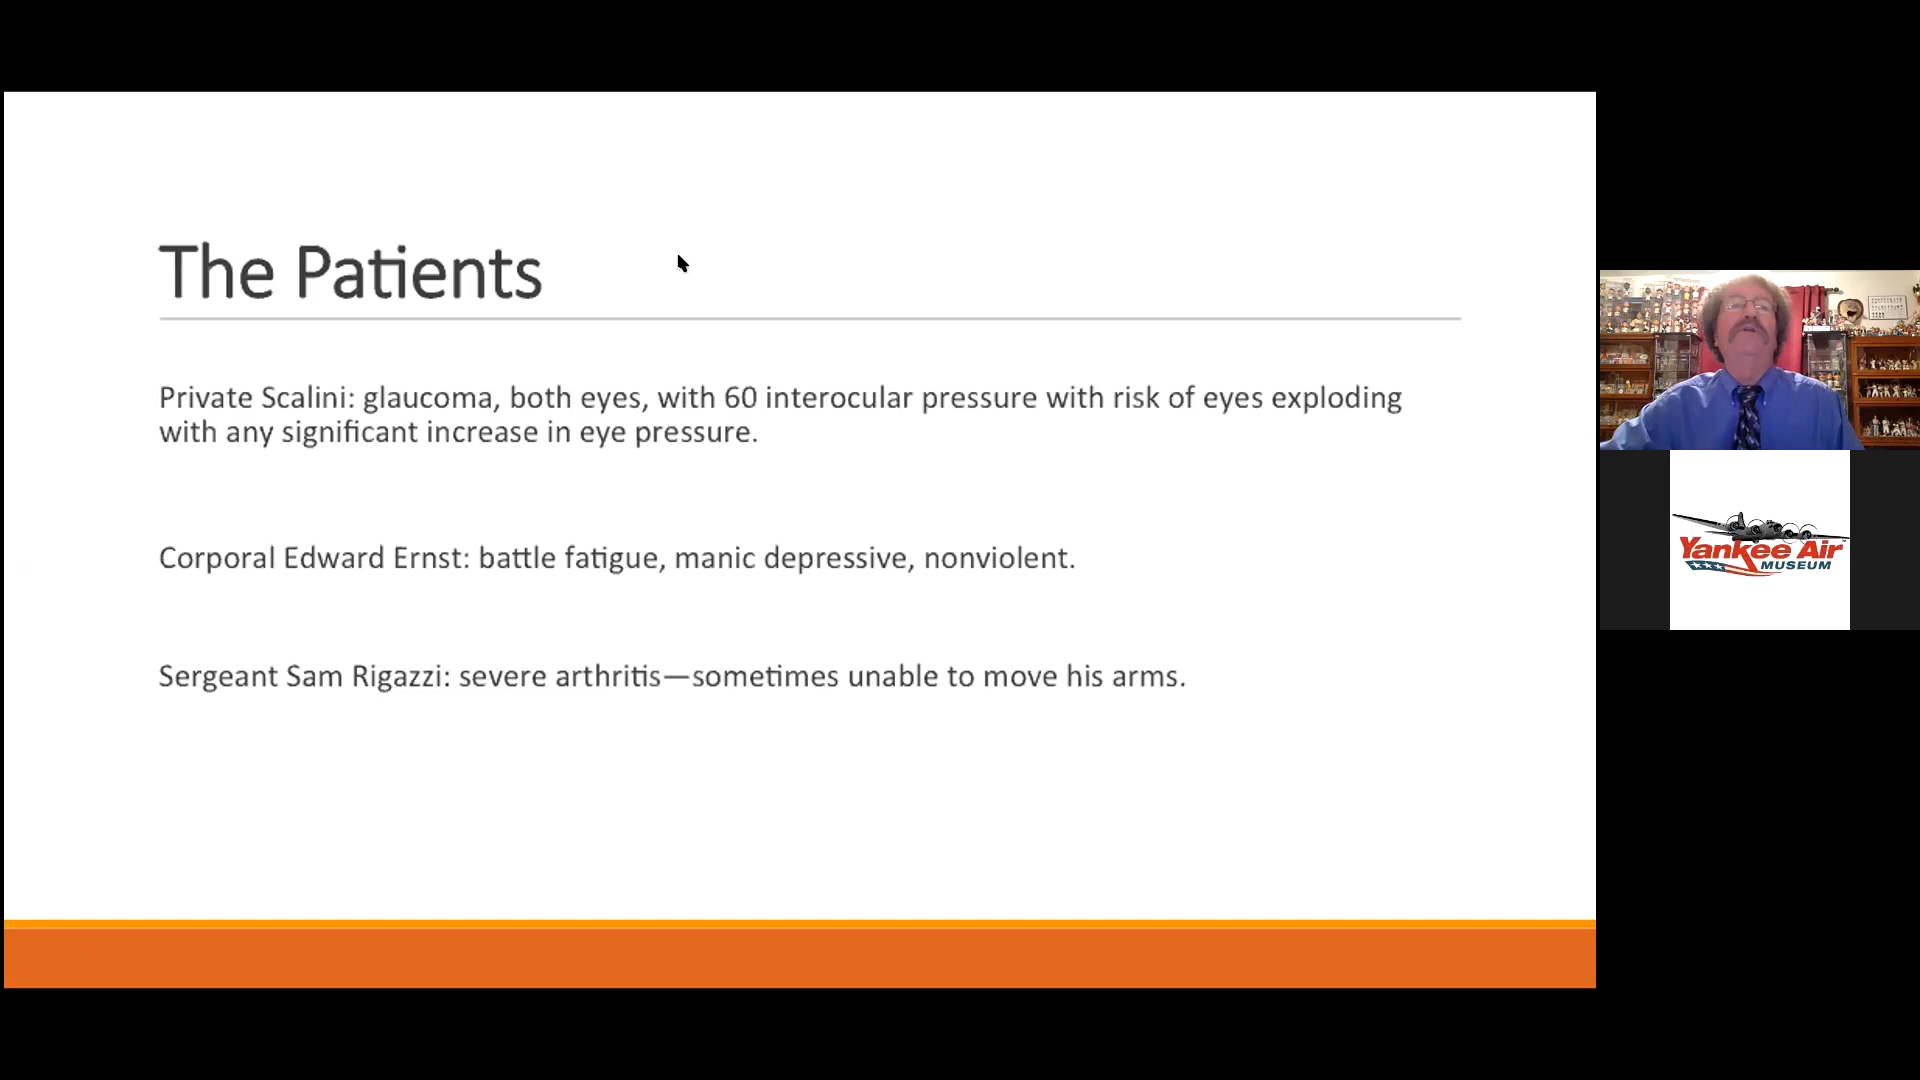 The Patients
Private Scalini: glaucoma, both eyes, with 60 interocular pressure with risk of eyes exploding
with any significant increase in eye pressure.
Corporal Edward Ernst: battle fatigue, manic depressive, nonviolent.
Sergeant Sam Rigazzi: severe arthritis—sometimes unable to move his arms.
Yankee Air
MUSEUM